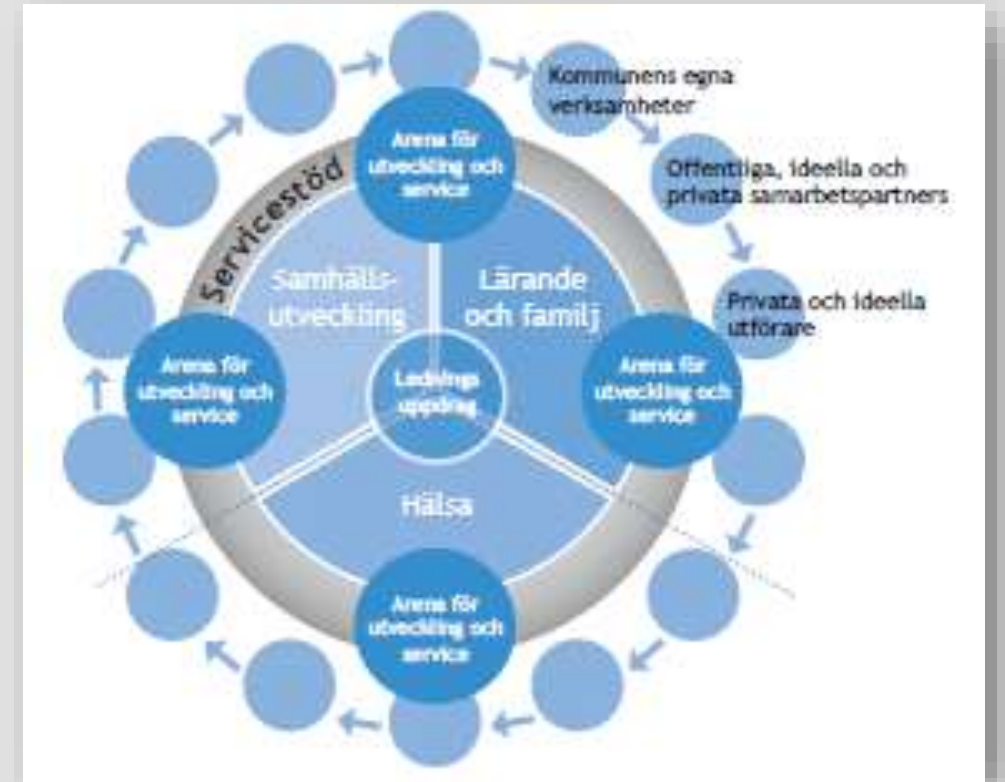 Kommunens egna
verksamheter
Arena för
utveckling och
service
Offentliga, ideella och
privata samarbetspartners
Servicestöd
Samhälls-
utveckling
Lärande
och familj
Privata och ideella
utförare
Arena för
utveckling och
service
Lednings
uppdrag
Arena för
utveckling och
service
Hälsa
Arena för
utveckling och
service